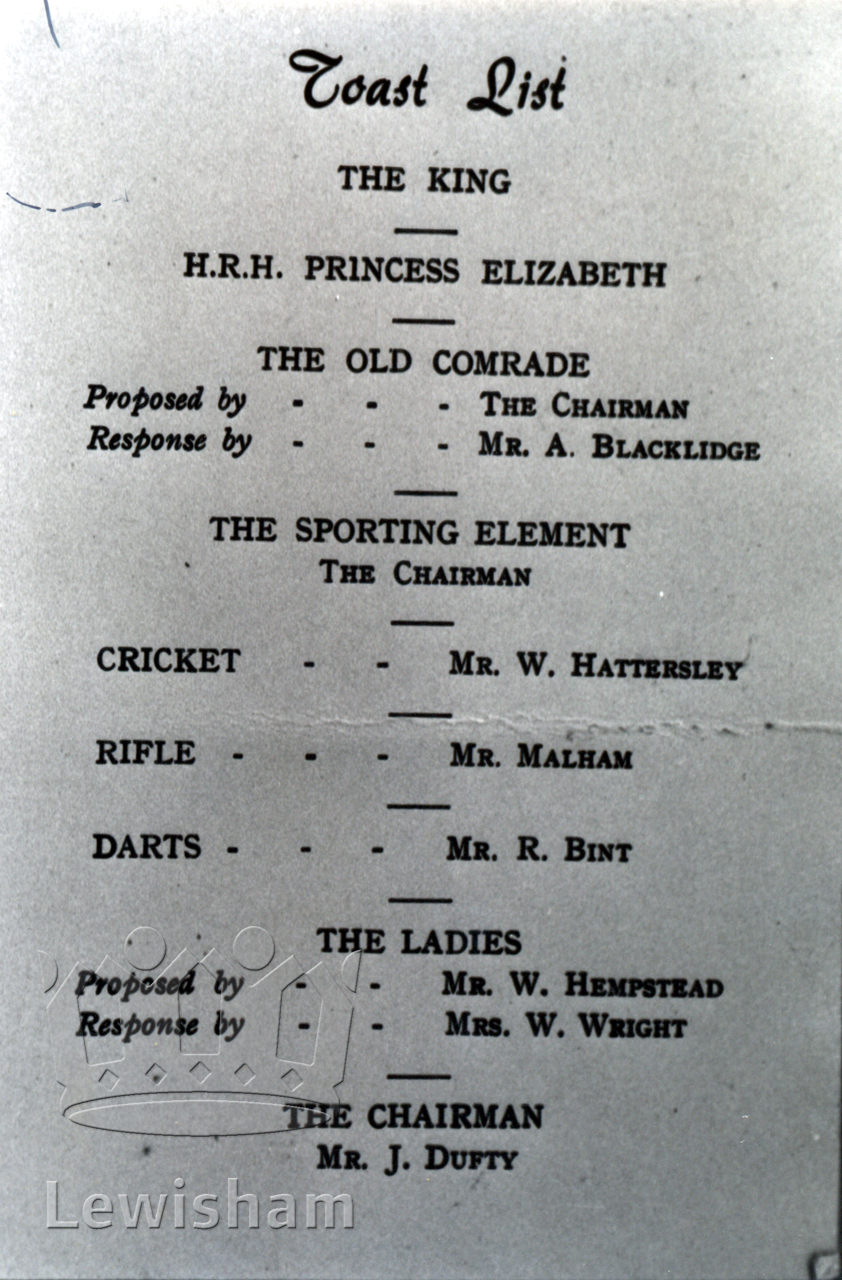 Toast List
THE KING
H.R.H. PRINCESS ELIZABETH
THE OLD COMRADE
Proposed by - - - THE CHAIRMAN
Response by - - - MR. A. BLACKLIDGE
THE SPORTING ELEMENT
THE CHAIRMAN
CRICKET - - MR. W. HATTERSLEY
RIFLE - - - MR. MALHAM
DARTS - - - MR. R. BINT
THE LADIES
Proposed by - - MR. W. HEMPSTEAD
Response by - - MRS. W. WRIGHT
THE CHAIRMAN
MR. J. DUFTY
Lewisham